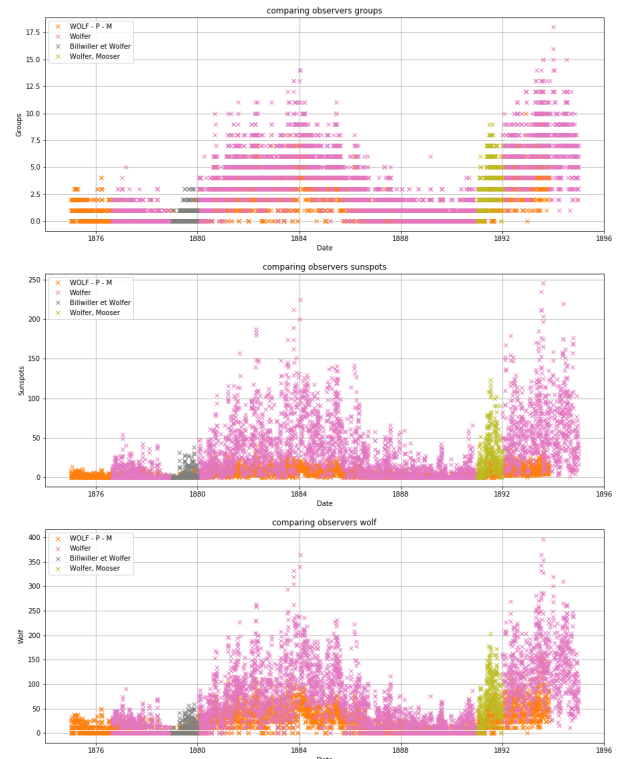 comparing observers groups
17.5
15.0
12.5
10.0
7.5
5.0
2.5
0.0
Groups
WOLF - P - M
Wolfer
Billwiller et Wolfer
Wolfer, Mooser
1876 1880 1884 1888 1892 1896
Date
comparing observers sunspots
250
200
150
100
50
0
Sunspots
WOLF - P - M
Wolfer
Billwiller et Wolfer
Wolfer, Mooser
1876 1880 1884 1888 1892 1896
Date
comparing observers wolf
400
350
300
250
200
150
100
50
0
Wolf
WOLF - P - M
Wolfer
Billwiller et Wolfer
Wolfer, Mooser
1876 1880 1884 1888 1892 1896
Date